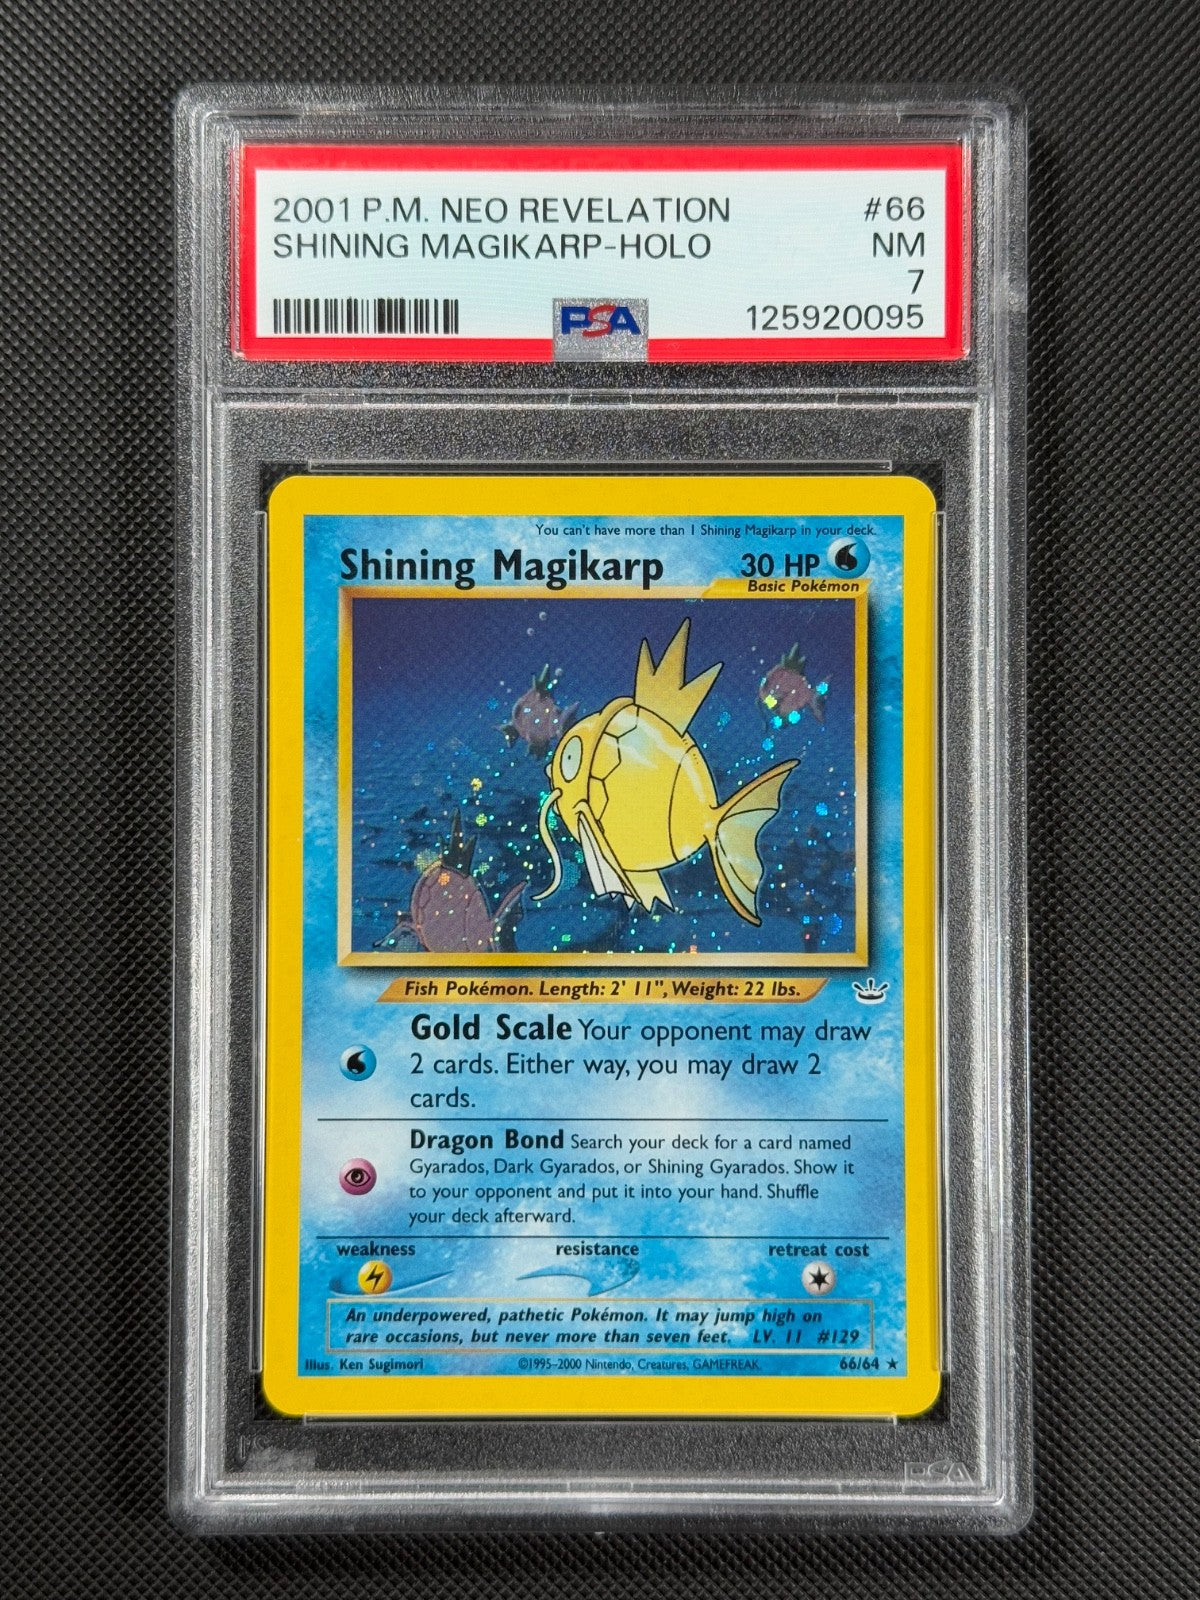 2001 P.M. NEO REVELATION #66
SHINING MAGIKARP-HOLO NM
7
PSA 125920095
You can't have more than 1 Shining Magikarp in your deck.
Shining Magikarp 30 HP
Basic Pokémon
Fish Pokémon. Length: 2' 11", Weight: 22 lbs.
Gold Scale Your opponent may draw
2 cards. Either way, you may draw 2
cards.
Dragon Bond Search your deck for a card named
Gyarados, Dark Gyarados, or Shining Gyarados. Show it
to your opponent and put it into your hand. Shuffle
your deck afterward.
weakness resistance retreat cost
An underpowered, pathetic Pokémon. It may jump high on
rare occasions, but never more than seven feet. LV. 11 #129
Illus. Ken Sugimori ©1995-2000 Nintendo, Creatures, GAMEFREAK. 66/64 ★
PSA